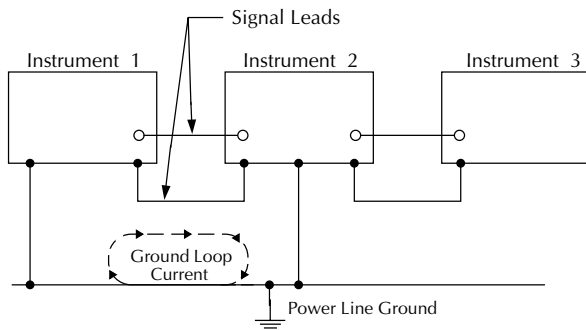 Signal Leads
Instrument 1
Instrument 2
Instrument 3
Ground Loop
Current
Power Line Ground